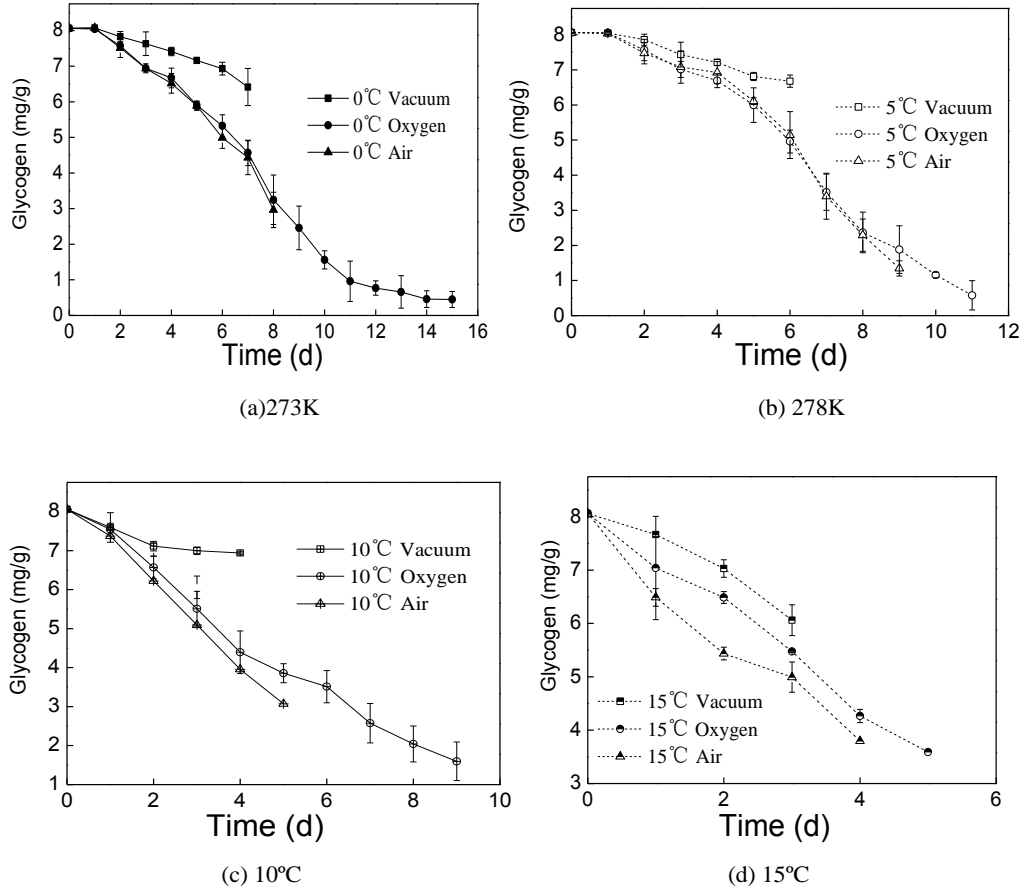 Glycogen (mg/g)
9
8
7
6
5
4
3
2
1
0
0℃ Vacuum
0℃ Oxygen
0℃ Air
0 2 4 6 8 10 12 14 16
Time (d)
(a)273K
Glycogen (mg/g)
9
8
7
6
5
4
3
2
1
0
5℃ Vacuum
5℃ Oxygen
5℃ Air
0 2 4 6 8 10 12
Time (d)
(b) 278K
Glycogen (mg/g)
9
8
7
6
5
4
3
2
1
10℃ Vacuum
10℃ Oxygen
10℃ Air
0 2 4 6 8 10
Time (d)
(c) 10ºC
Glycogen (mg/g)
9
8
7
6
5
4
3
15℃ Vacuum
15℃ Oxygen
15℃ Air
0 2 4 6
Time (d)
(d) 15ºC